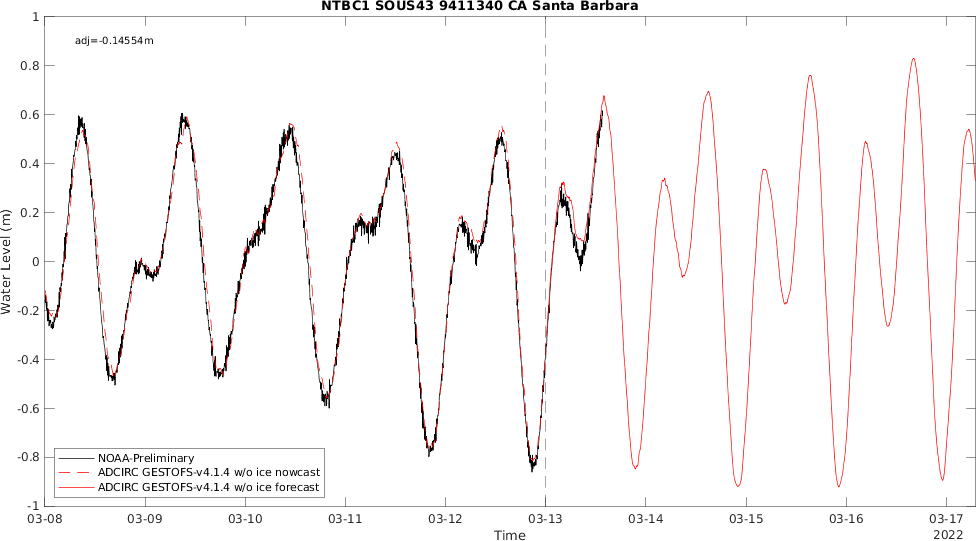 NTBC1 SOUS43 9411340 CA Santa Barbara
adj=-0.14554m
1
0.8
0.6
0.4
0.2
0
-0.2
-0.4
-0.6
-0.8
-1
Water Level (m)
NOAA-Preliminary
ADCIRC GESTOFS-v4.1.4 w/o ice nowcast
ADCIRC GESTOFS-v4.1.4 w/o ice forecast
03-08 03-09 03-10 03-11 03-12 03-13 03-14 03-15 03-16 03-17
Time 2022